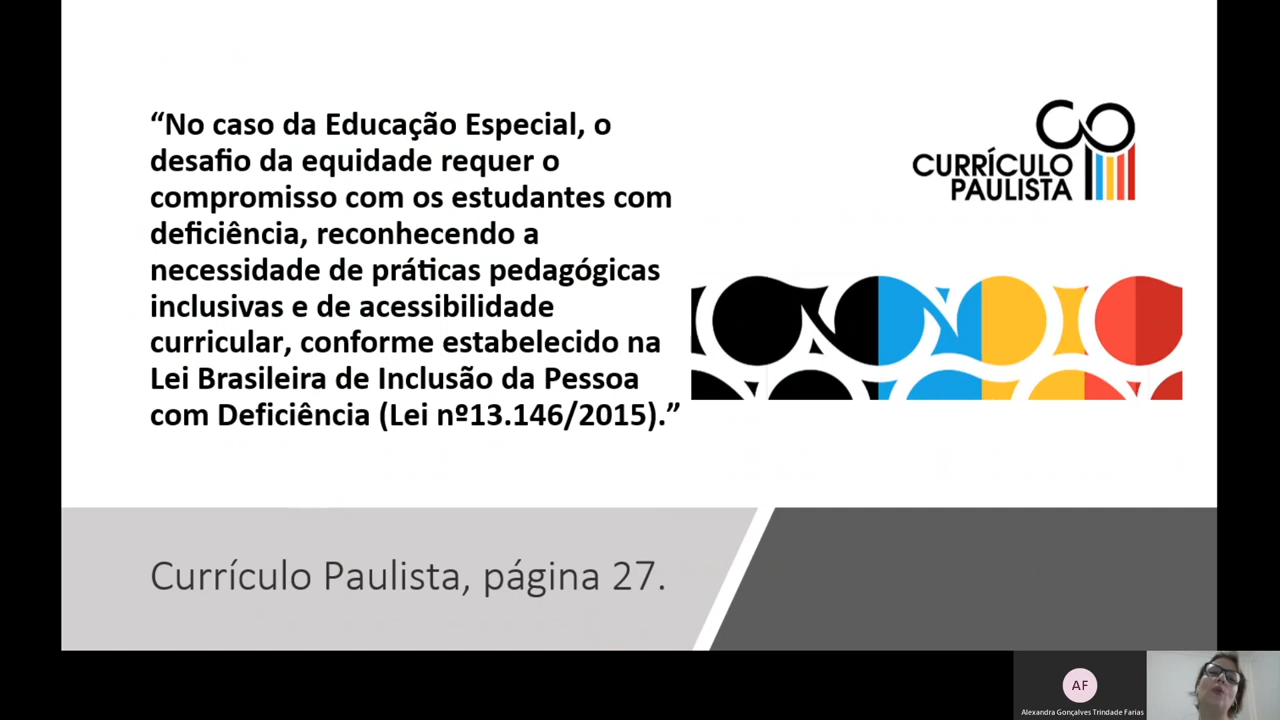 “No caso da Educação Especial, o
desafio da equidade requer o
compromisso com os estudantes com
deficiência, reconhecendo a
necessidade de práticas pedagógicas
inclusivas e de acessibilidade
curricular, conforme estabelecido na
Lei Brasileira de Inclusão da Pessoa
com Deficiência (Lei nº13.146/2015).”
CURRÍCULO
PAULISTA
Currículo Paulista, página 27.
AF
Alexandra Gonçalves Trindade Farias